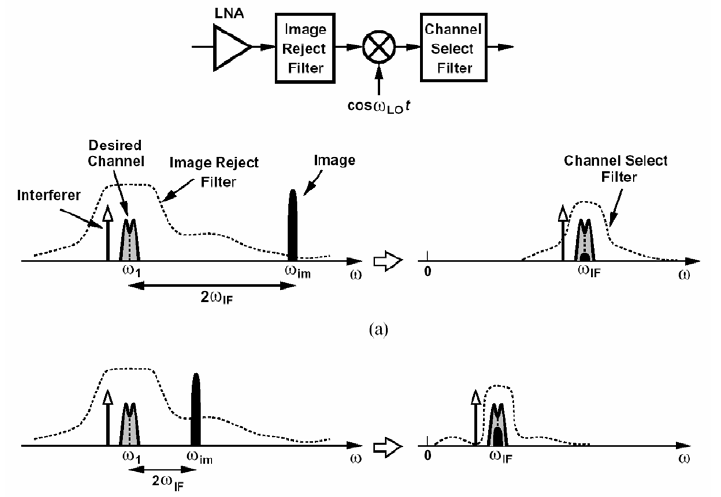 LNA
Image
Reject
Filter
Channel
Select
Filter
cosω_LO t
Desired
Channel
Image Reject
Filter
Image
Interferer
Channel Select
Filter
ω1
ωim
ω
0
ωIF
ω
2ωIF
(a)
ω1
ωim
ω
0
ωIF
ω
2ωIF